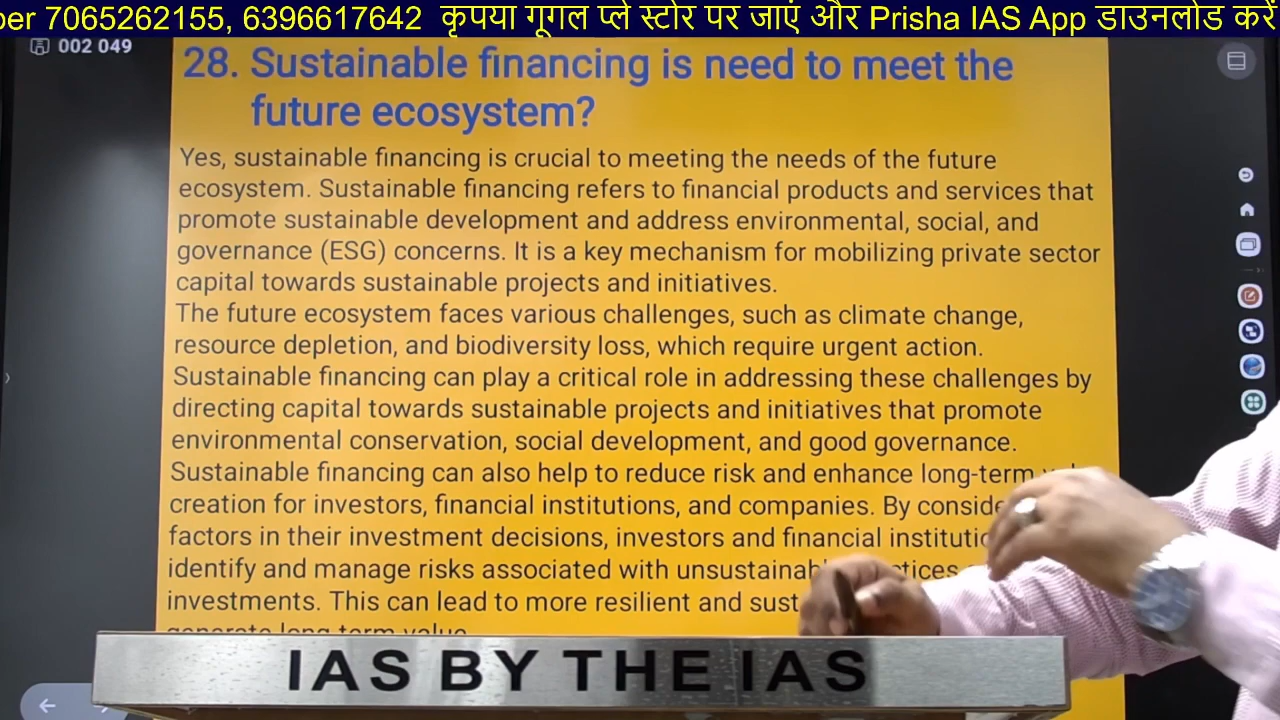 7065262155, 6396617642 कृपया गूगल प्ले स्टोर पर जाएं और Prisha IAS App डाउनलोड करें
002 049
28. Sustainable financing is need to meet the
future ecosystem?
Yes, sustainable financing is crucial to meeting the needs of the future
ecosystem. Sustainable financing refers to financial products and services that
promote sustainable development and address environmental, social, and
governance (ESG) concerns. It is a key mechanism for mobilizing private sector
capital towards sustainable projects and initiatives.
The future ecosystem faces various challenges, such as climate change,
resource depletion, and biodiversity loss, which require urgent action.
Sustainable financing can play a critical role in addressing these challenges by
directing capital towards sustainable projects and initiatives that promote
environmental conservation, social development, and good governance.
Sustainable financing can also help to reduce risk and enhance long-term
creation for investors, financial institutions, and companies. By
factors in their investment decisions, investors and financial
identify and manage risks associated with
investments. This can lead to more resilient and
generate long-term value
IAS BY THE IAS